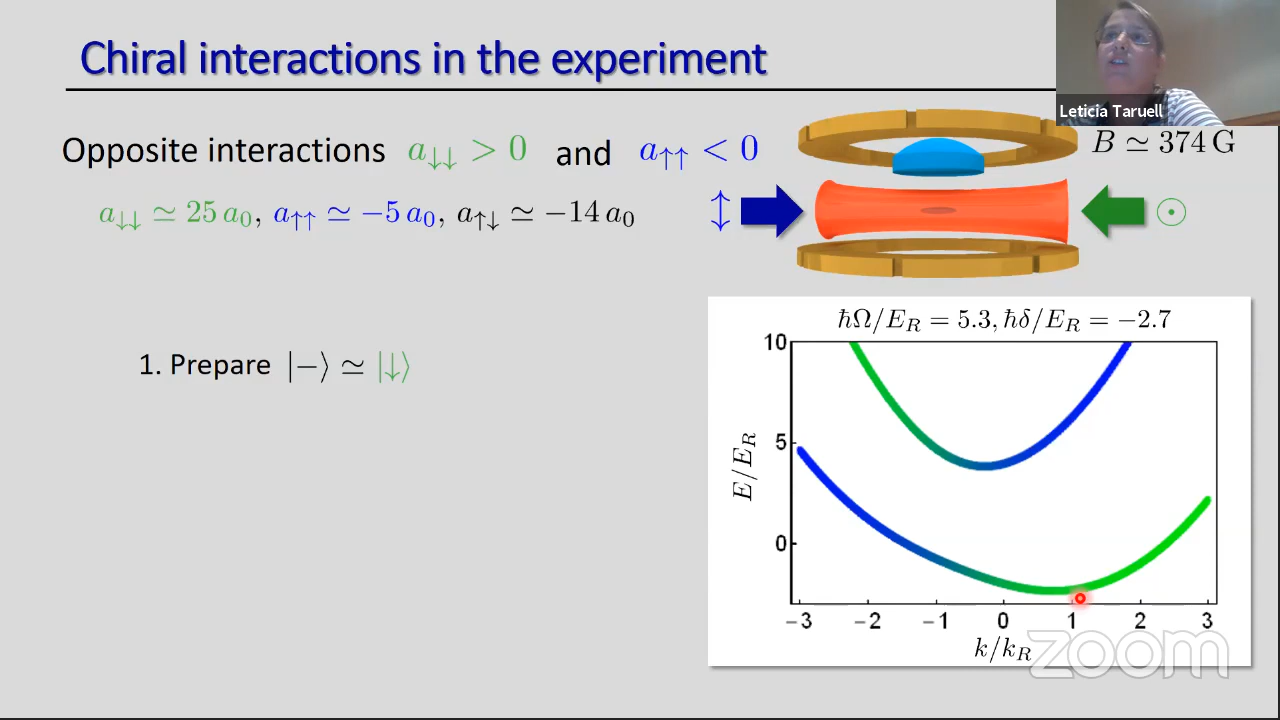 Chiral interactions in the experiment
Leticia Taruell
Opposite interactions a↓↓ > 0 and a↑↑ < 0
B ≃ 374 G
a↓↓ ≃ 25 a0, a↑↑ ≃ −5 a0, a↑↓ ≃ −14 a0
1. Prepare |−⟩ ≃ |↓⟩
ℏΩ/E_R = 5.3, ℏδ/E_R = −2.7
10
5
0
E/E_R
−3 −2 −1 0 1 2 3
k/k_R
zoom